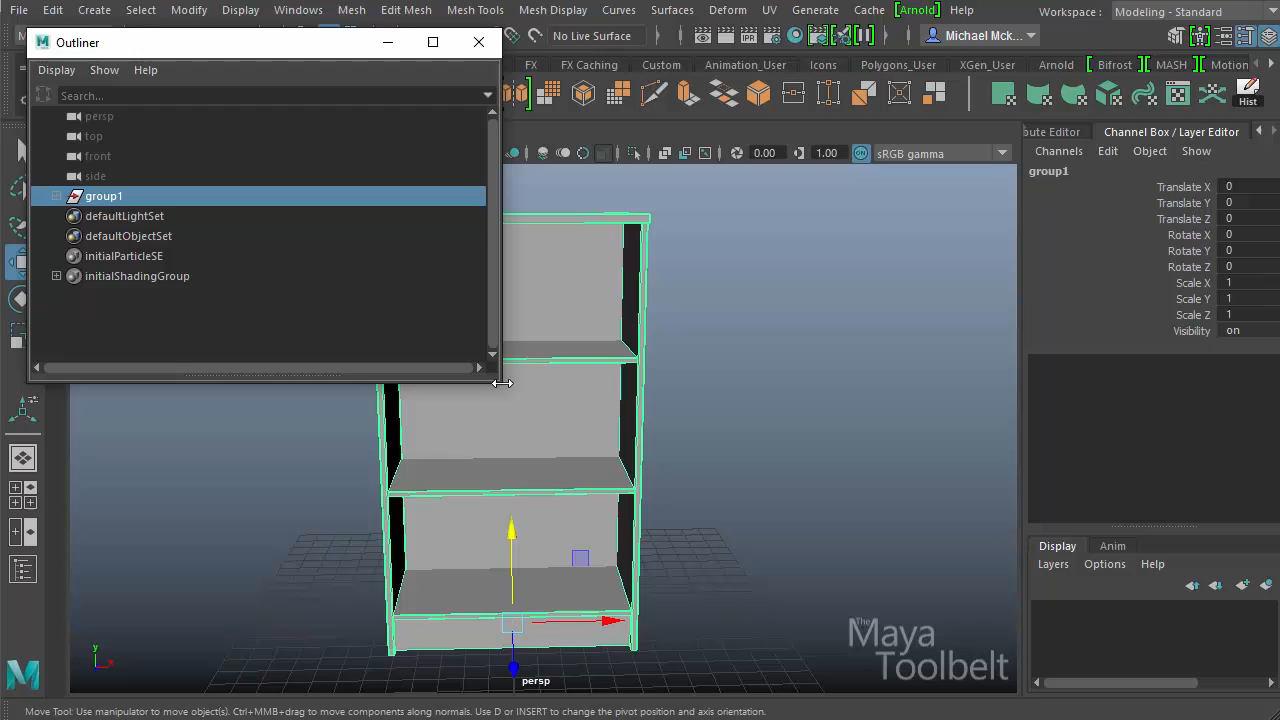 File Edit Create Select Modify Display Windows Mesh Edit Mesh Mesh Tools Mesh Display Curves Surfaces Deform UV Generate Cache [Arnold] Help Workspace : Modeling - Standard
No Live Surface IPR Michael Mck...
Outliner
FX FX Caching Custom Animation_User Icons Polygons_User XGen_User Arnold Bifrost MASH Motion
Display Show Help
Search...
Hist
persp
top
front
side
group1
defaultLightSet
defaultObjectSet
initialParticleSE
initialShadingGroup
0.00 1.00 ON sRGB gamma
bute Editor Channel Box / Layer Editor
Channels Edit Object Show
group1
Translate X 0
Translate Y 0
Translate Z 0
Rotate X 0
Rotate Y 0
Rotate Z 0
Scale X 1
Scale Y 1
Scale Z 1
Visibility on
Display Anim
Layers Options Help
y
x
persp
The
Maya
Toolbelt
M
Move Tool: Use manipulator to move object(s). Ctrl+MMB+drag to move components along normals. Use D or INSERT to change the pivot position and axis orientation.